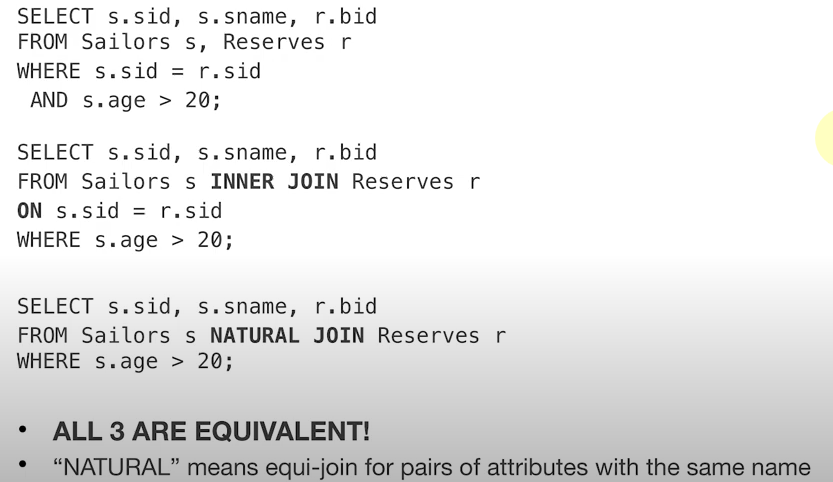 SELECT s.sid, s.sname, r.bid
FROM Sailors s, Reserves r
WHERE s.sid = r.sid
 AND s.age > 20;
SELECT s.sid, s.sname, r.bid
FROM Sailors s INNER JOIN Reserves r
ON s.sid = r.sid
WHERE s.age > 20;
SELECT s.sid, s.sname, r.bid
FROM Sailors s NATURAL JOIN Reserves r
WHERE s.age > 20;
• ALL 3 ARE EQUIVALENT!
• “NATURAL” means equi-join for pairs of attributes with the same name